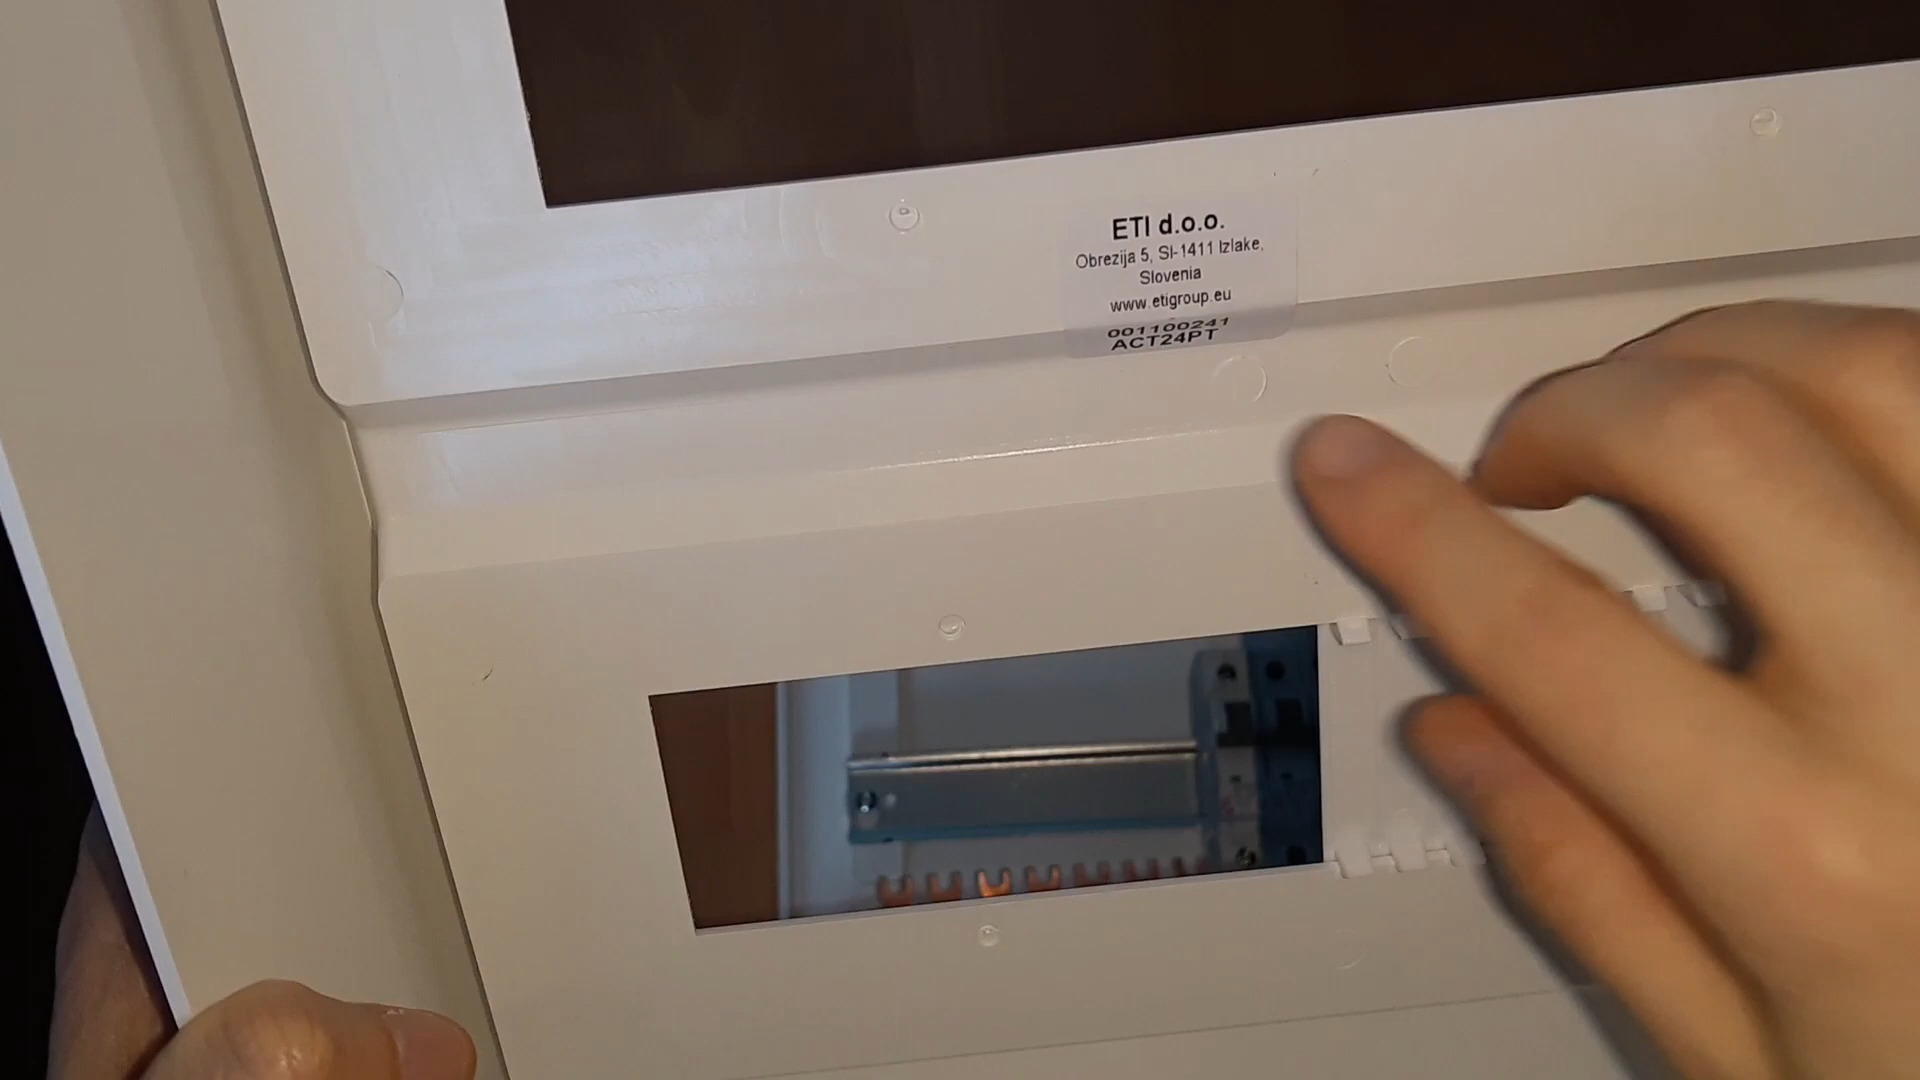 ETI d.o.o.
Obrezija 5, SI-1411 Izlake,
Slovenia
www.etigroup.eu
001100241
ACT24PT